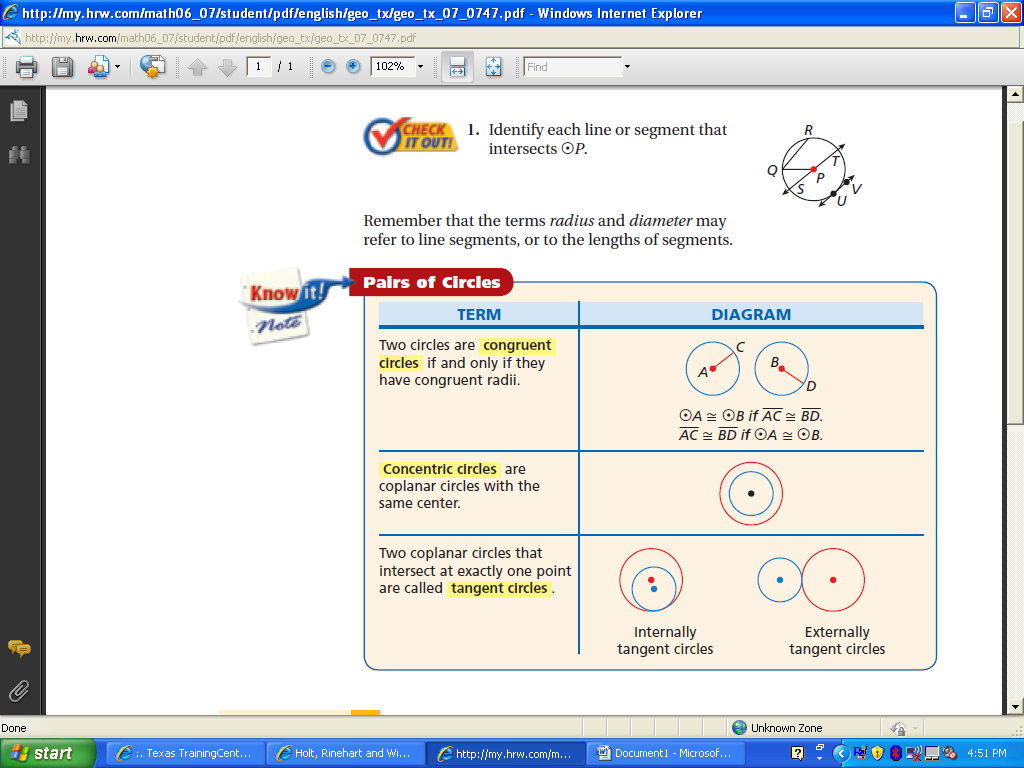 http://my.hrw.com/math06_07/student/pdf/english/geo_tx/geo_tx_07_0747.pdf - Windows Internet Explorer
http://my.hrw.com/math06_07/student/pdf/english/geo_tx/geo_tx_07_0747.pdf
1 / 1 102% Find
CHECK IT OUT!
1. Identify each line or segment that
intersects ⊙P.
R
Q
T
P
S
V
U
Remember that the terms radius and diameter may
refer to line segments, or to the lengths of segments.
Know it!
Note
Pairs of Circles
TERM DIAGRAM
Two circles are congruent
circles if and only if they
have congruent radii.
C
A
B
D
⊙A ≅ ⊙B if A̅C̅ ≅ B̅D̅.
A̅C̅ ≅ B̅D̅ if ⊙A ≅ ⊙B.
Concentric circles are
coplanar circles with the
same center.
Two coplanar circles that
intersect at exactly one point
are called tangent circles.
Internally
tangent circles
Externally
tangent circles
Done Unknown Zone
start :. Texas TrainingCent... Holt, Rinehart and Wi... http://my.hrw.com/m... Document1 - Microsof... 4:51 PM